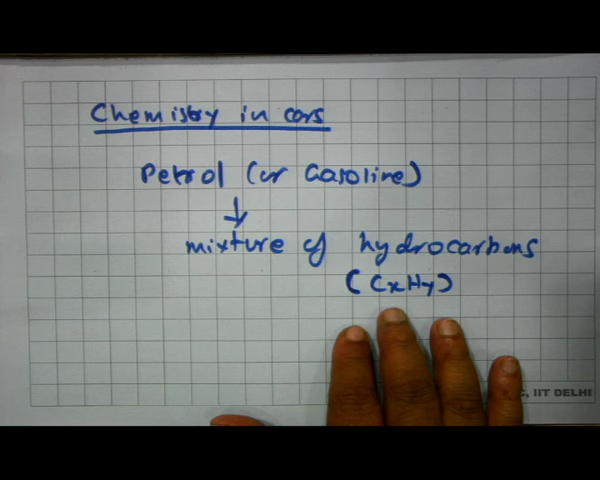 Chemistry in cars
Petrol (or Gasoline)
mixture of hydrocarbons
(CxHy)
IIT DELHI